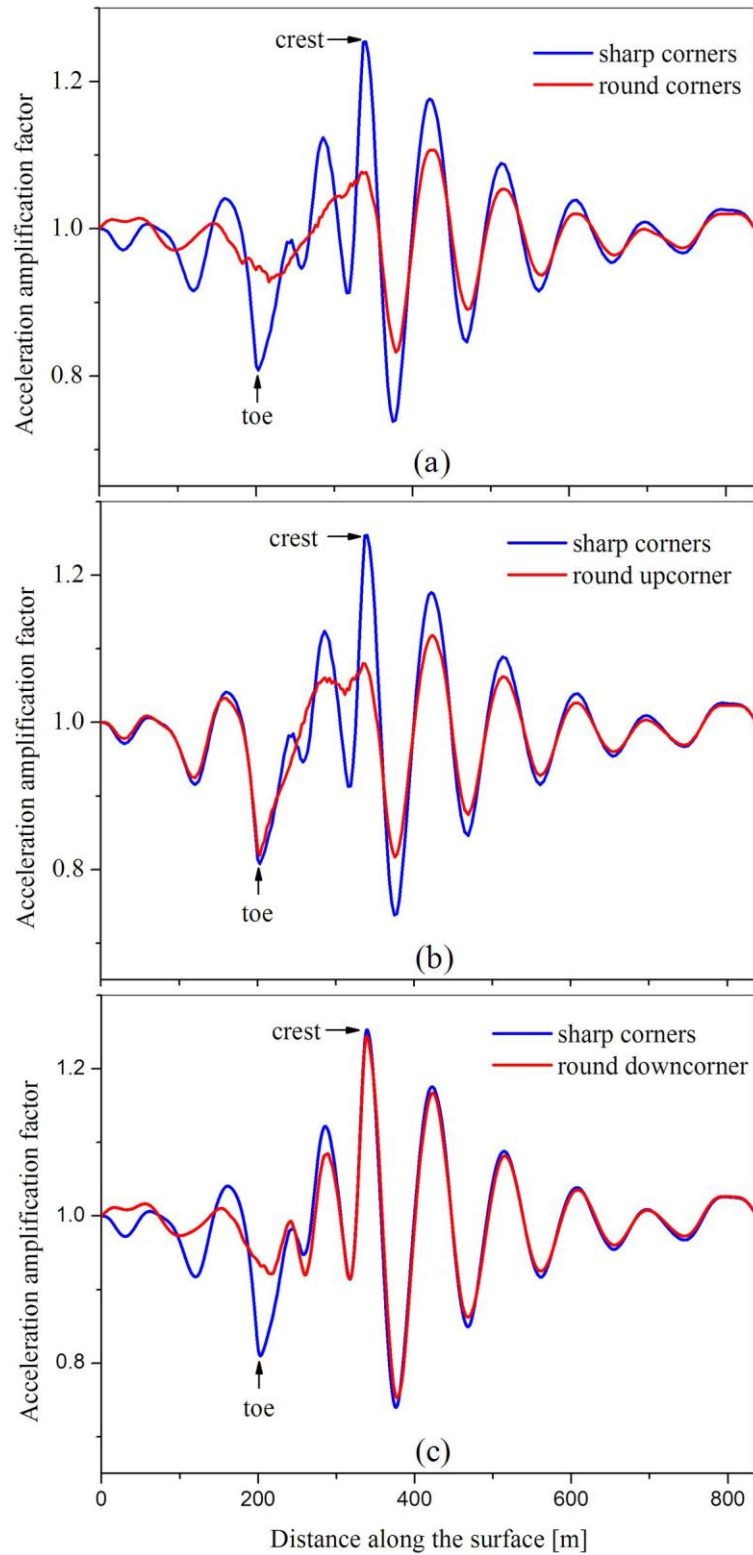 crest
sharp corners
round corners
1.2
1.0
0.8
Acceleration amplification factor
toe
(a)
crest
sharp corners
round upcorner
1.2
1.0
0.8
Acceleration amplification factor
toe
(b)
crest
sharp corners
round downcorner
1.2
1.0
0.8
Acceleration amplification factor
toe
(c)
0 200 400 600 800
Distance along the surface [m]